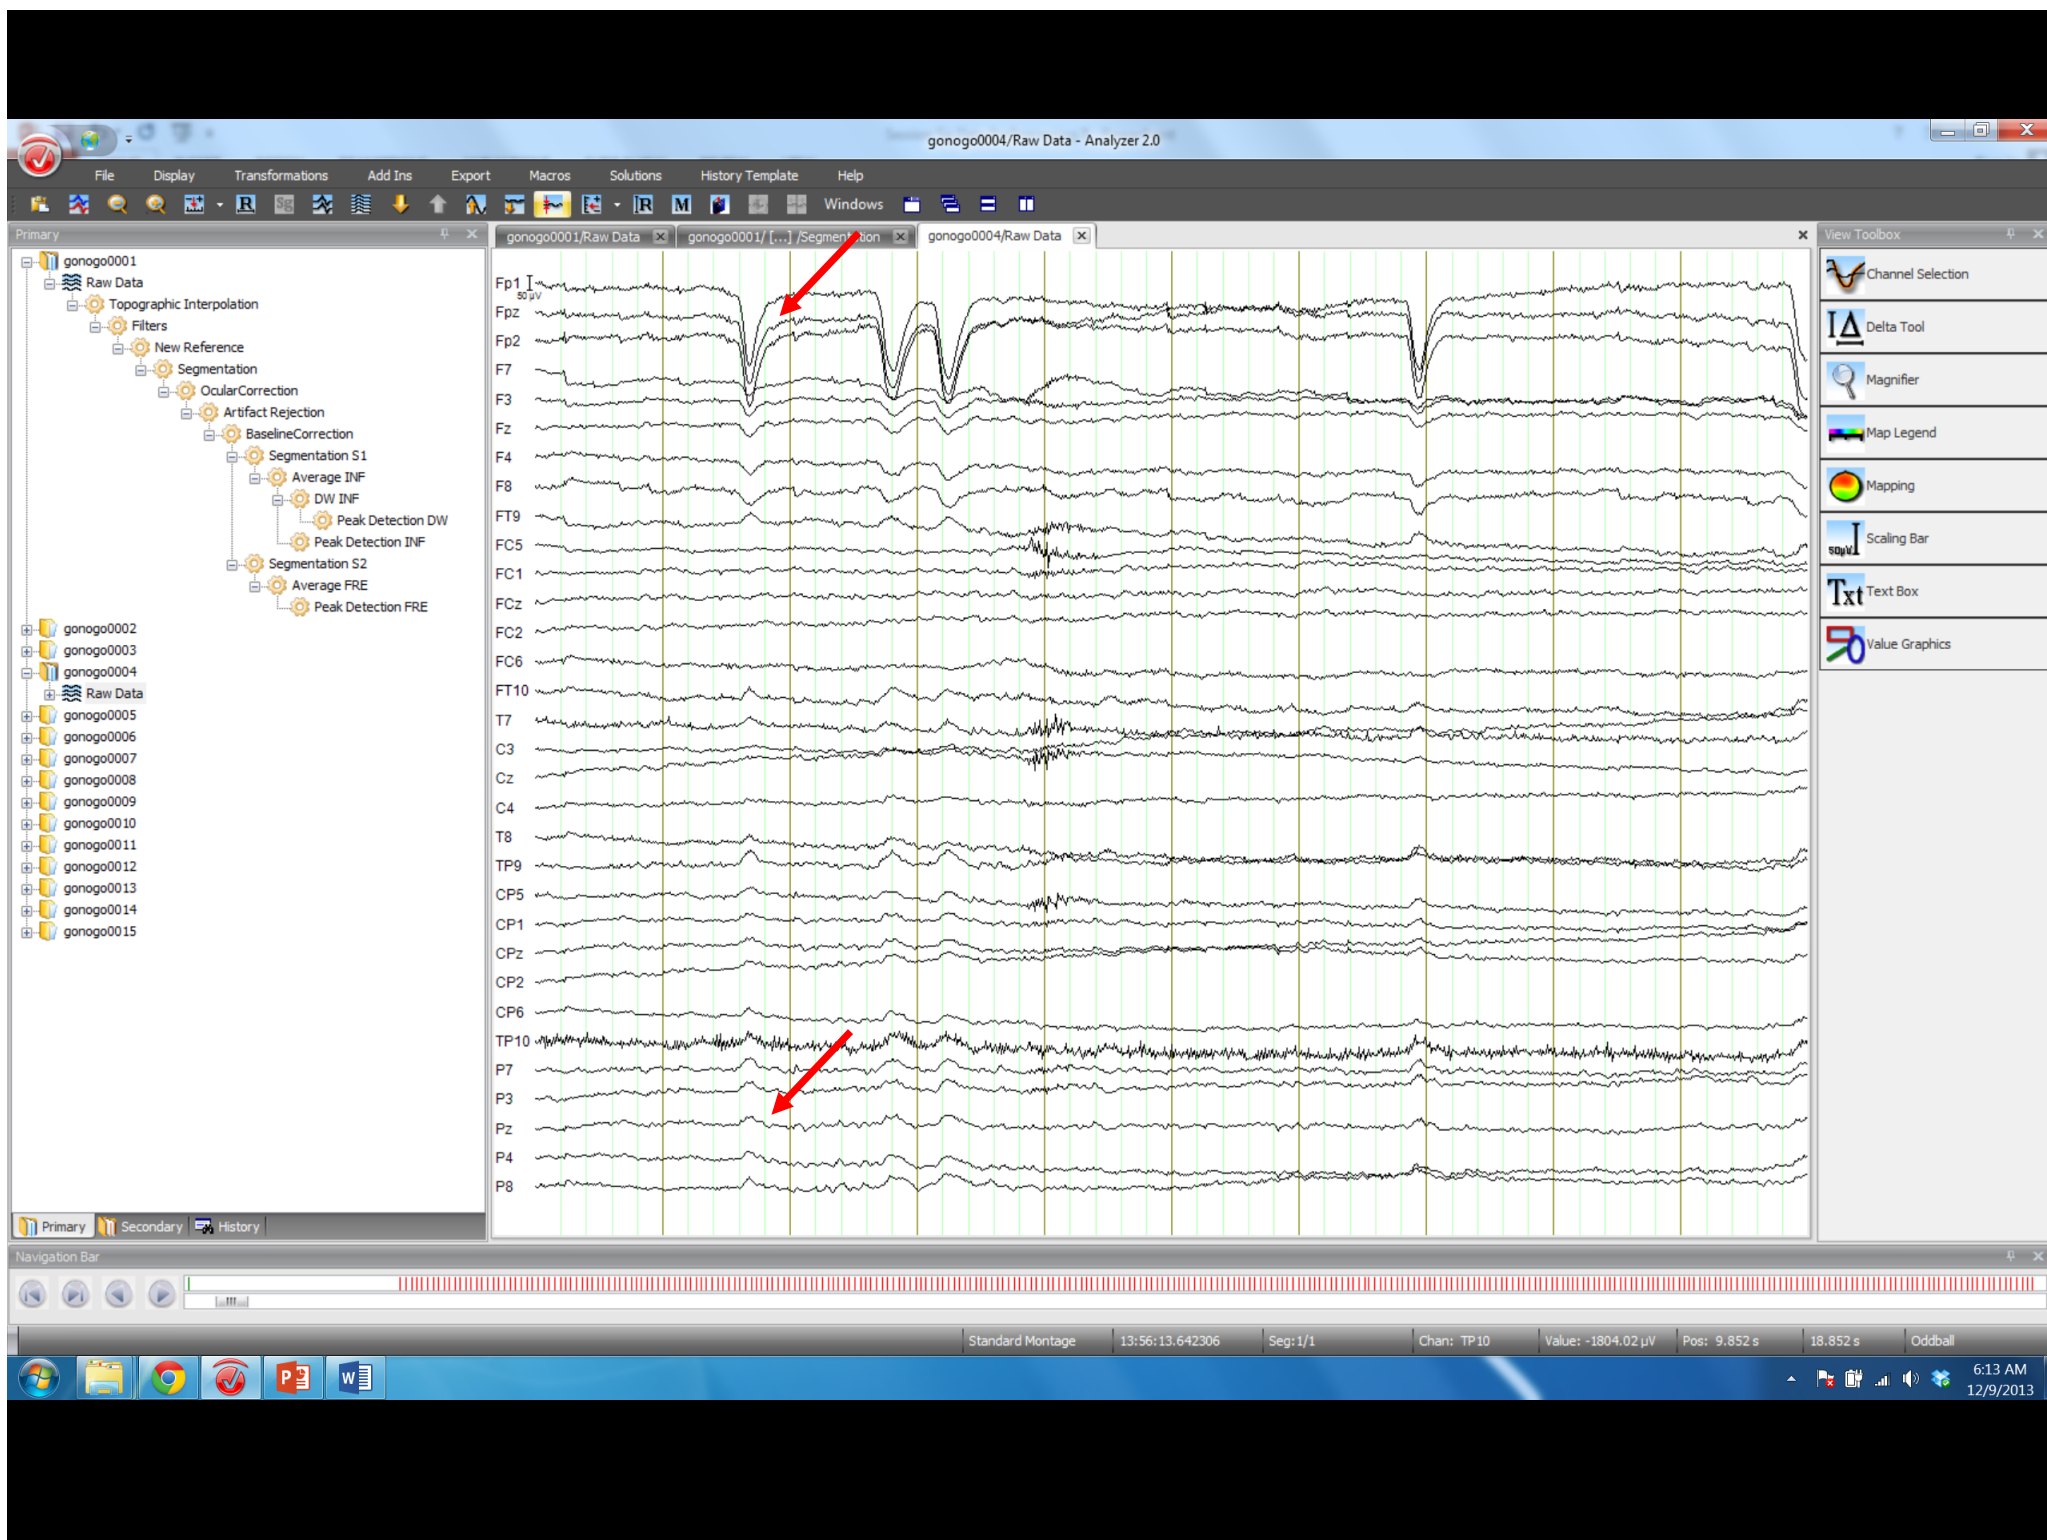 gonogo0004/Raw Data - Analyzer 2.0
File Display Transformations Add Ins Export Macros Solutions History Template Help
R Sg R M Windows
Primary
gonogo0001
Raw Data
Topographic Interpolation
Filters
New Reference
Segmentation
OcularCorrection
Artifact Rejection
BaselineCorrection
Segmentation S1
Average INF
DW INF
Peak Detection DW
Peak Detection INF
Segmentation S2
Average FRE
Peak Detection FRE
gonogo0002
gonogo0003
gonogo0004
Raw Data
gonogo0005
gonogo0006
gonogo0007
gonogo0008
gonogo0009
gonogo0010
gonogo0011
gonogo0012
gonogo0013
gonogo0014
gonogo0015
Primary Secondary History
gonogo0001/Raw Data gonogo0001/ [...] /Segmentation gonogo0004/Raw Data
Fp1
50 µV
Fpz
Fp2
F7
F3
Fz
F4
F8
FT9
FC5
FC1
FCz
FC2
FC6
FT10
T7
C3
Cz
C4
T8
TP9
CP5
CP1
CPz
CP2
CP6
TP10
P7
P3
Pz
P4
P8
View Toolbox
Channel Selection
Delta Tool
Magnifier
Map Legend
Mapping
50µV Scaling Bar
Txt Text Box
Value Graphics
Navigation Bar
Standard Montage 13:56:13.642306 Seg:1/1 Chan: TP10 Value: -1804.02 µV Pos: 9.852 s 18.852 s Oddball
6:13 AM
12/9/2013